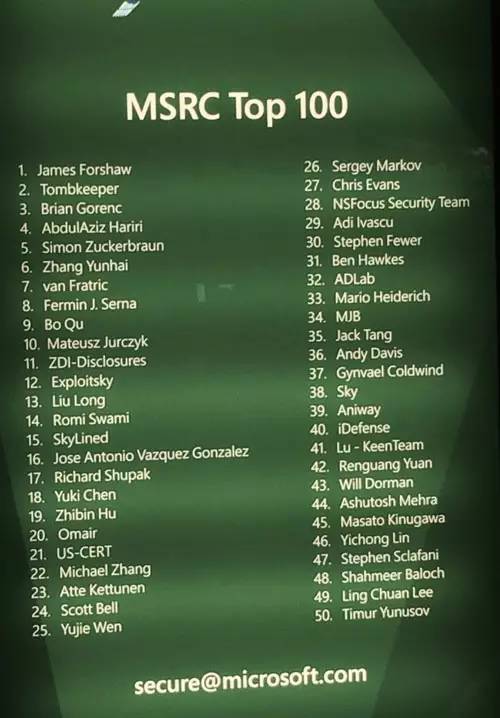 MSRC Top 100
1. James Forshaw
2. Tombkeeper
3. Brian Gorenc
4. AbdulAziz Hariri
5. Simon Zuckerbraun
6. Zhang Yunhai
7. van Fratric
8. Fermin J. Serna
9. Bo Qu
10. Mateusz Jurczyk
11. ZDI-Disclosures
12. Exploitsky
13. Liu Long
14. Romi Swami
15. SkyLined
16. Jose Antonio Vazquez Gonzalez
17. Richard Shupak
18. Yuki Chen
19. Zhibin Hu
20. Omair
21. US-CERT
22. Michael Zhang
23. Atte Kettunen
24. Scott Bell
25. Yujie Wen
26. Sergey Markov
27. Chris Evans
28. NSFocus Security Team
29. Adi Ivascu
30. Stephen Fewer
31. Ben Hawkes
32. ADLab
33. Mario Heiderich
34. MJB
35. Jack Tang
36. Andy Davis
37. Gynvael Coldwind
38. Sky
39. Aniway
40. iDefense
41. Lu - KeenTeam
42. Renguang Yuan
43. Will Dorman
44. Ashutosh Mehra
45. Masato Kinugawa
46. Yichong Lin
47. Stephen Sclafani
48. Shahmeer Baloch
49. Ling Chuan Lee
50. Timur Yunusov
secure@microsoft.com